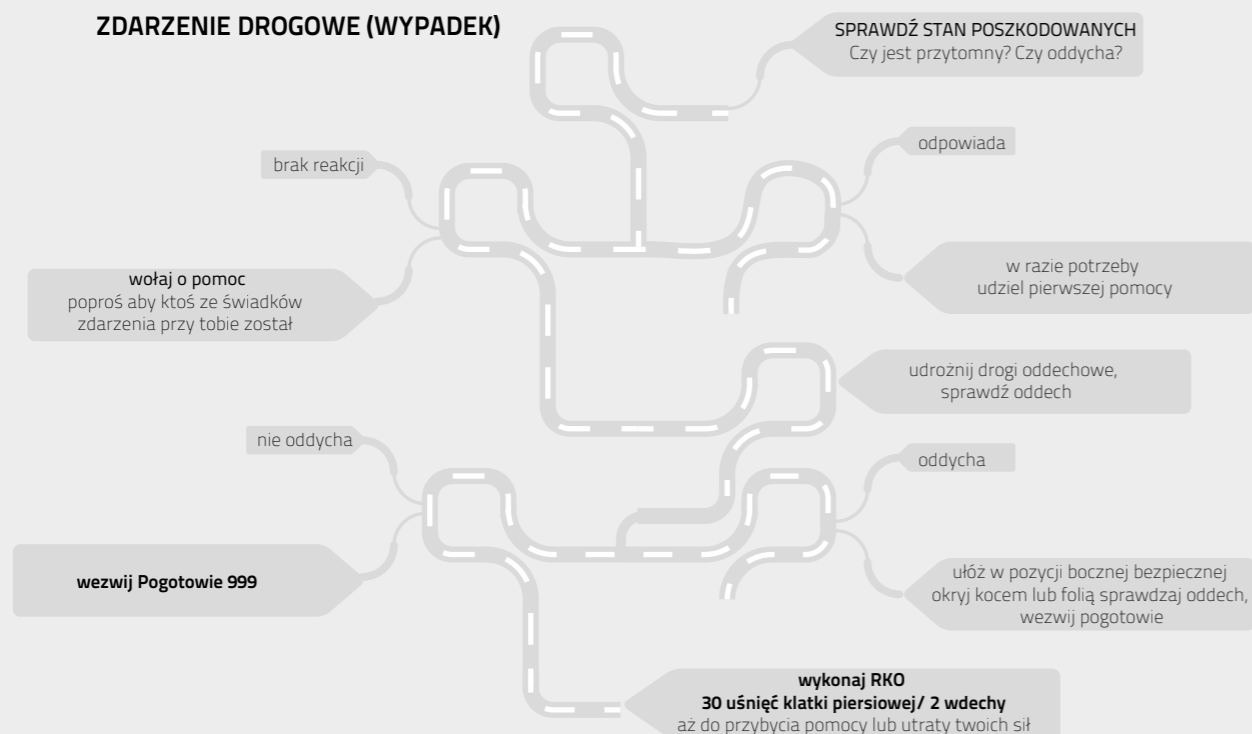 ZDARZENIE DROGOWE (WYPADEK)
SPRAWDŹ STAN POSZKODOWANYCH
Czy jest przytomny? Czy oddycha?
brak reakcji
odpowiada
wołaj o pomoc
poproś aby ktoś ze świadków
zdarzenia przy tobie został
w razie potrzeby
udziel pierwszej pomocy
udrożnij drogi oddechowe,
sprawdź oddech
nie oddycha
oddycha
wezwij Pogotowie 999
ułóż w pozycji bocznej bezpiecznej
okryj kocem lub folią sprawdzaj oddech,
wezwij pogotowie
wykonaj RKO
30 uśnięć klatki piersiowej/ 2 wdechy
aż do przybycia pomocy lub utraty twoich sił